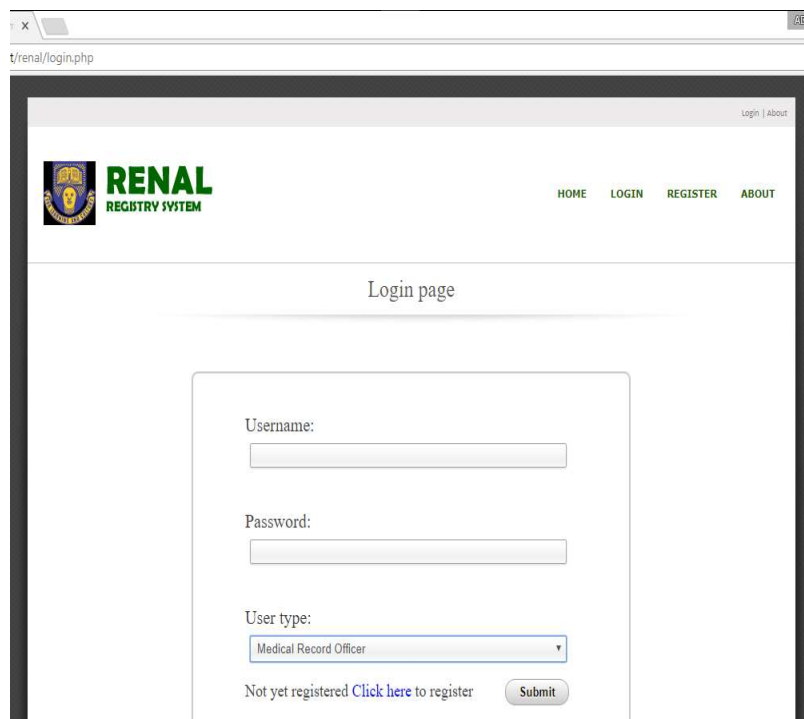 t/renal/login.php
Login | About
RENAL
REGISTRY SYSTEM
HOME LOGIN REGISTER ABOUT
Login page
Username:
Password:
User type:
Medical Record Officer
Not yet registered Click here to register
Submit